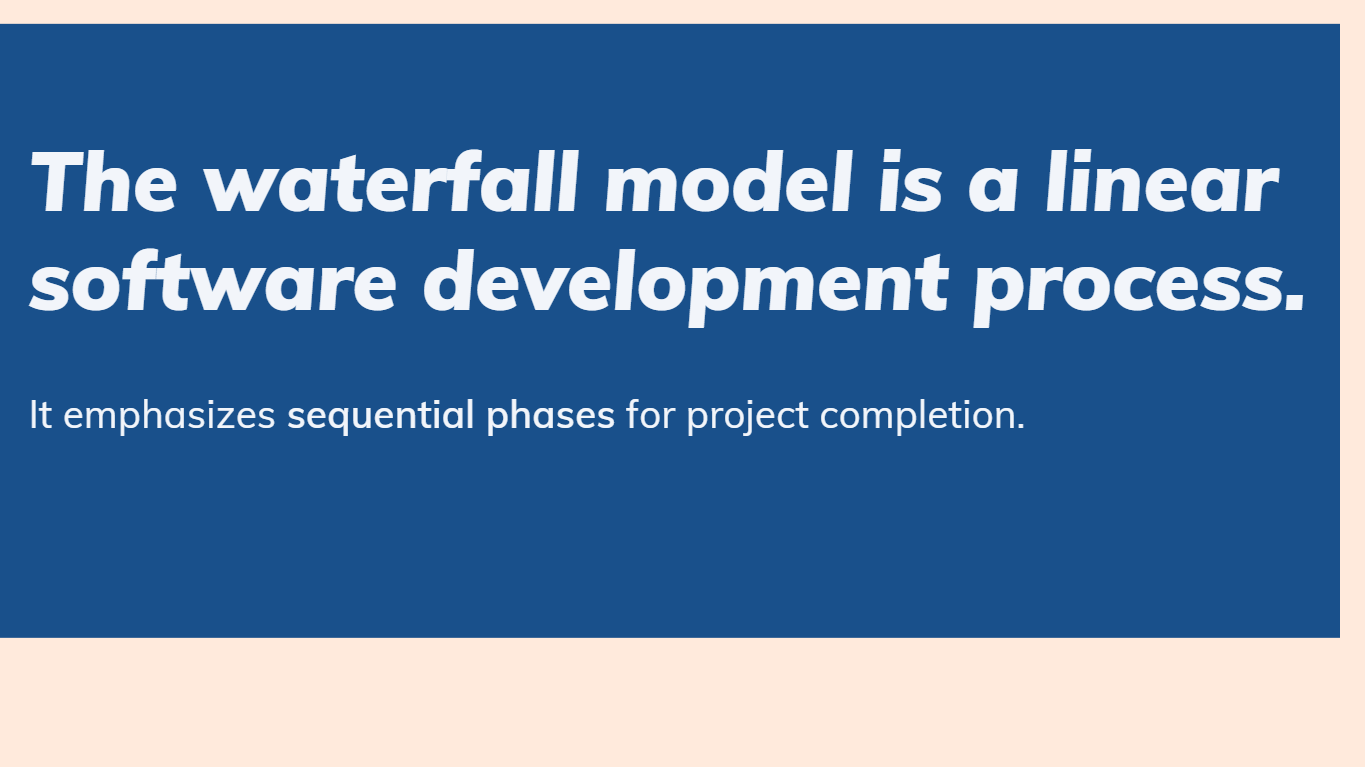 The waterfall model is a linear
software development process.
It emphasizes sequential phases for project completion.